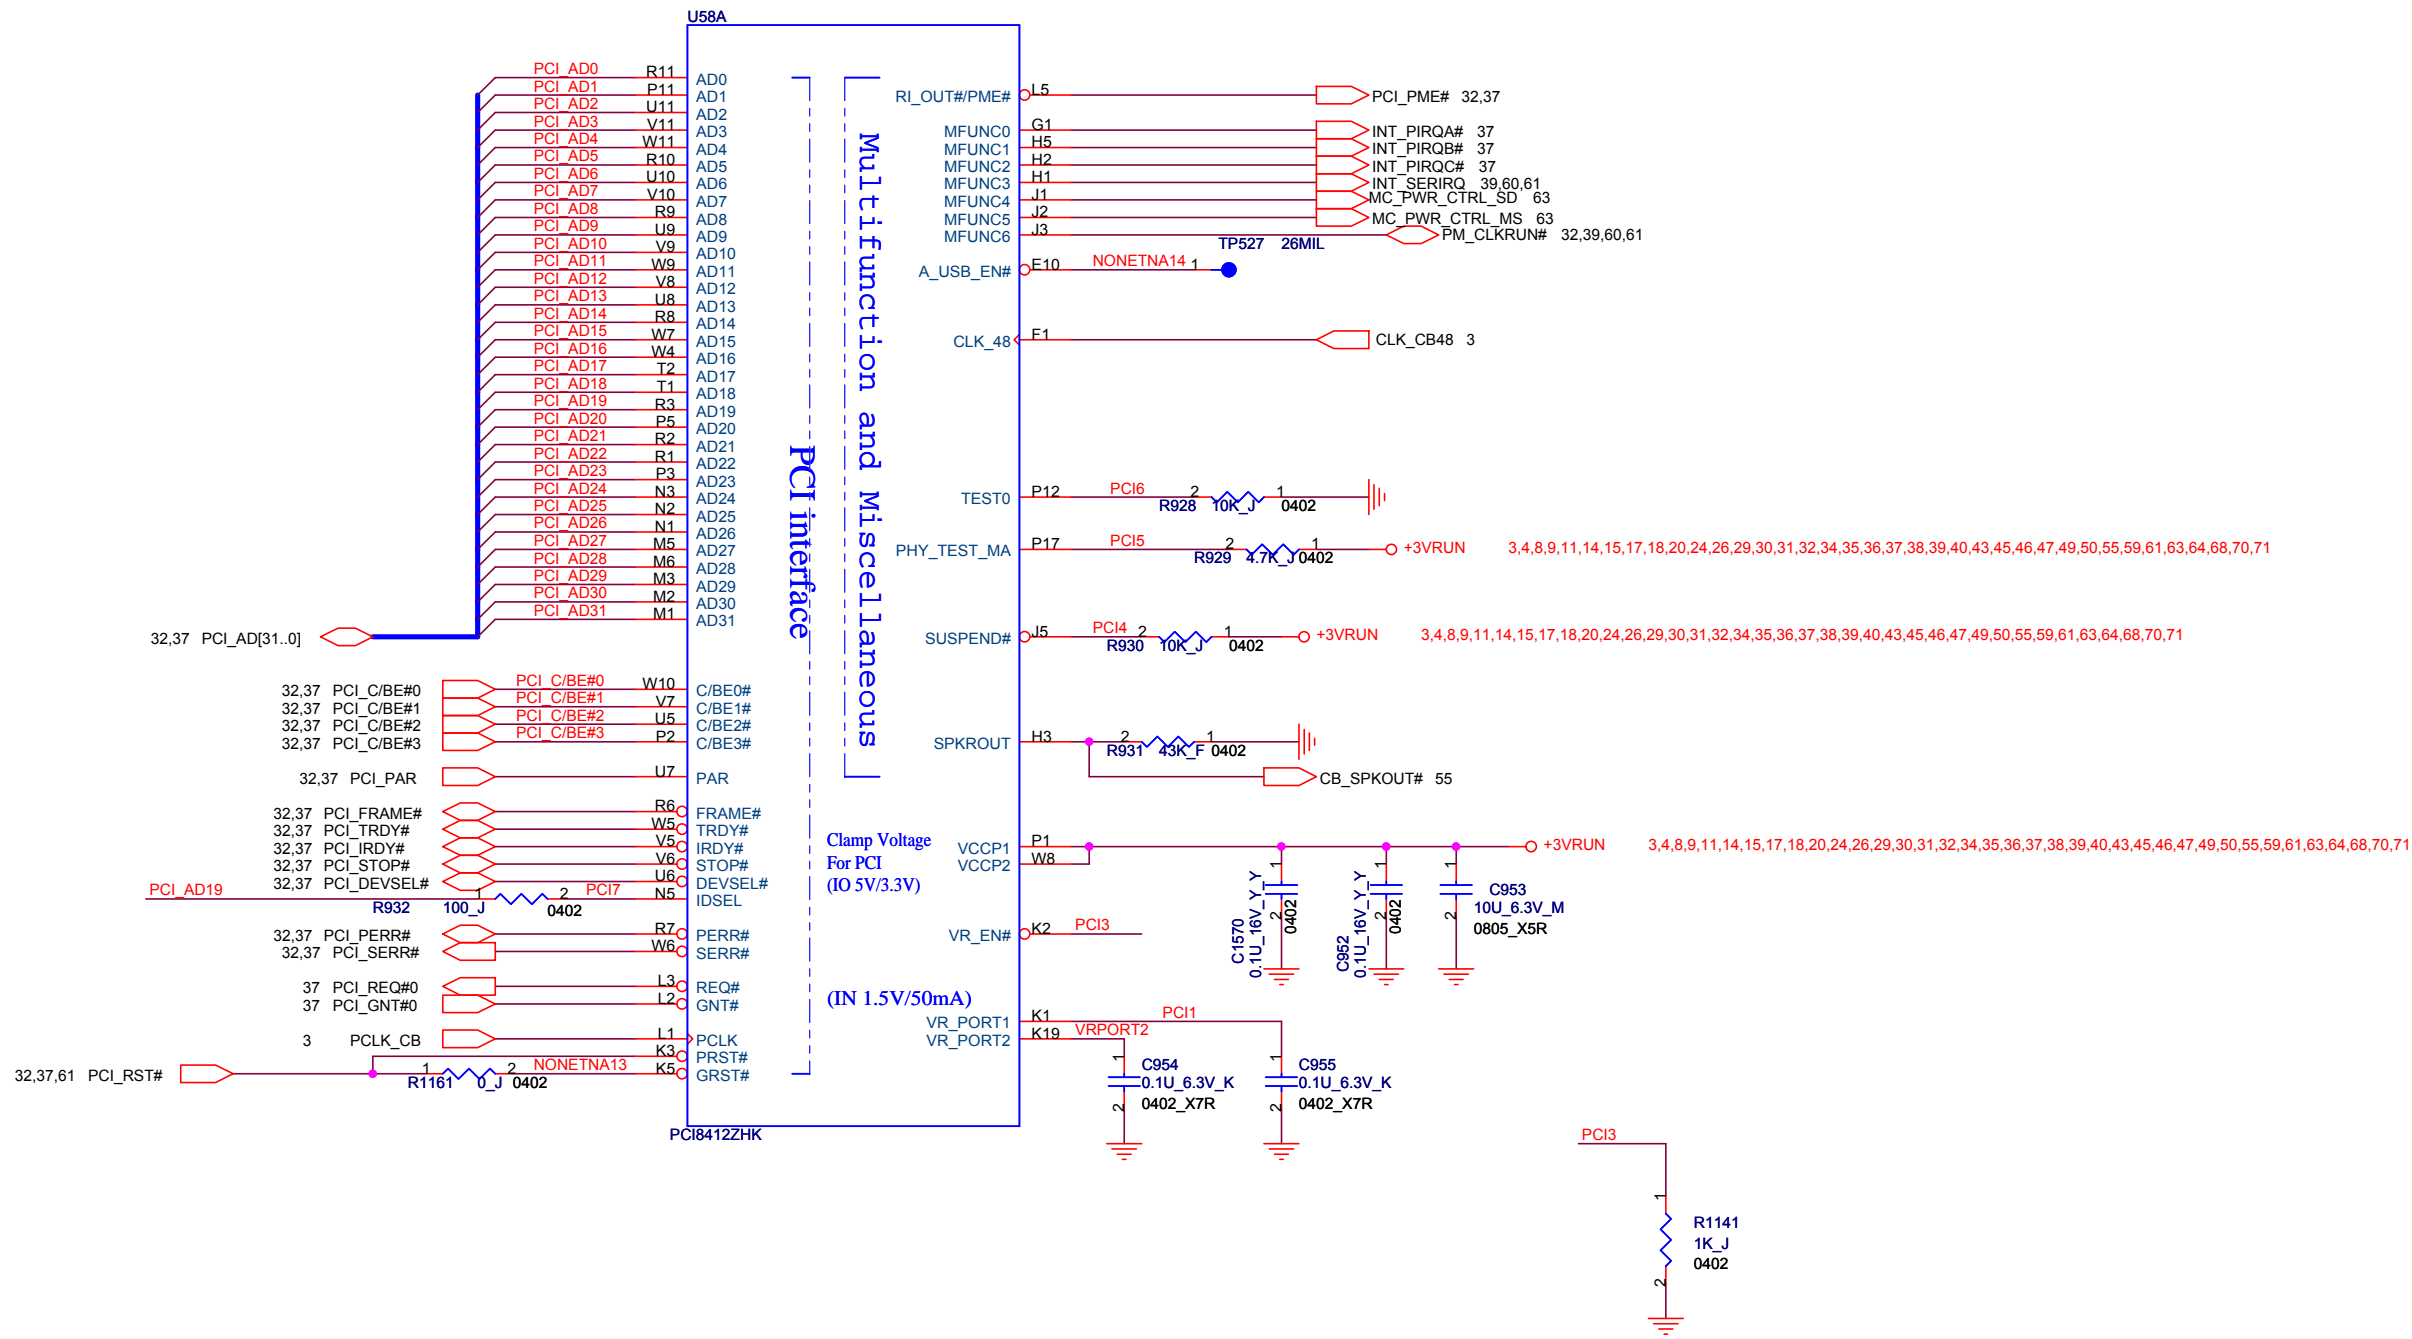 U58A
PCI_AD0 R11 AD0
PCI_AD1 P11 AD1
PCI_AD2 U11 AD2
PCI_AD3 V11 AD3
PCI_AD4 W11 AD4
PCI_AD5 R10 AD5
PCI_AD6 U10 AD6
PCI_AD7 V10 AD7
PCI_AD8 R9 AD8
PCI_AD9 U9 AD9
PCI_AD10 V9 AD10
PCI_AD11 W9 AD11
PCI_AD12 V8 AD12
PCI_AD13 U8 AD13
PCI_AD14 R8 AD14
PCI_AD15 W7 AD15
PCI_AD16 W4 AD16
PCI_AD17 T2 AD17
PCI_AD18 T1 AD18
PCI_AD19 R3 AD19
PCI_AD20 P5 AD20
PCI_AD21 R2 AD21
PCI_AD22 R1 AD22
PCI_AD23 P3 AD23
PCI_AD24 N3 AD24
PCI_AD25 N2 AD25
PCI_AD26 N1 AD26
PCI_AD27 M5 AD27
PCI_AD28 M6 AD28
PCI_AD29 M3 AD29
PCI_AD30 M2 AD30
PCI_AD31 M1 AD31
32,37 PCI_AD[31..0]
32,37 PCI_C/BE#0 PCI_C/BE#0 W10 C/BE0#
32,37 PCI_C/BE#1 PCI_C/BE#1 V7 C/BE1#
32,37 PCI_C/BE#2 PCI_C/BE#2 U5 C/BE2#
32,37 PCI_C/BE#3 PCI_C/BE#3 P2 C/BE3#
32,37 PCI_PAR U7 PAR
32,37 PCI_FRAME# R6 FRAME#
32,37 PCI_TRDY# W5 TRDY#
32,37 PCI_IRDY# V5 IRDY#
32,37 PCI_STOP# V6 STOP#
32,37 PCI_DEVSEL# U6 DEVSEL#
PCI_AD19 1 2 PCI7 N5 IDSEL
R932 100_J 0402
32,37 PCI_PERR# R7 PERR#
32,37 PCI_SERR# W6 SERR#
37 PCI_REQ#0 L3 REQ#
37 PCI_GNT#0 L2 GNT#
3 PCLK_CB L1 PCLK
K3 PRST#
32,37,61 PCI_RST# 1 2 NONETNA13 K5 GRST#
R1161 0_J 0402
PCI8412ZHK
PCI interface
Multifunction and Miscellaneous
Clamp Voltage
For PCI
(IO 5V/3.3V)
(IN 1.5V/50mA)
RI_OUT#/PME# L5 PCI_PME# 32,37
MFUNC0 G1 INT_PIRQA# 37
MFUNC1 H5 INT_PIRQB# 37
MFUNC2 H2 INT_PIRQC# 37
MFUNC3 H1 INT_SERIRQ 39,60,61
MFUNC4 J1 MC_PWR_CTRL_SD 63
MFUNC5 J2 MC_PWR_CTRL_MS 63
MFUNC6 J3 PM_CLKRUN# 32,39,60,61
TP527 26MIL
A_USB_EN# E10 NONETNA14 1
CLK_48 F1 CLK_CB48 3
TEST0 P12 PCI6 2 1
R928 10K_J 0402
PHY_TEST_MA P17 PCI5 2 1 +3VRUN 3,4,8,9,11,14,15,17,18,20,24,26,29,30,31,32,34,35,36,37,38,39,40,43,45,46,47,49,50,55,59,61,63,64,68,70,71
R929 4.7K_J 0402
SUSPEND# J5 PCI4 2 1 +3VRUN 3,4,8,9,11,14,15,17,18,20,24,26,29,30,31,32,34,35,36,37,38,39,40,43,45,46,47,49,50,55,59,61,63,64,68,70,71
R930 10K_J 0402
SPKROUT H3 2 1
R931 43K_F 0402
CB_SPKOUT# 55
VCCP1 P1 +3VRUN 3,4,8,9,11,14,15,17,18,20,24,26,29,30,31,32,34,35,36,37,38,39,40,43,45,46,47,49,50,55,59,61,63,64,68,70,71
VCCP2 W8
1 2 C1570 0.1U_16V_Y_Y 0402
1 2 C952 0.1U_16V_Y_Y 0402
1 2 C953
10U_6.3V_M
0805_X5R
VR_EN# K2 PCI3
VR_PORT1 K1 PCI1
VR_PORT2 K19 VRPORT2
1 2 C954
0.1U_6.3V_K
0402_X7R
1 2 C955
0.1U_6.3V_K
0402_X7R
PCI3
1 2 R1141
1K_J
0402